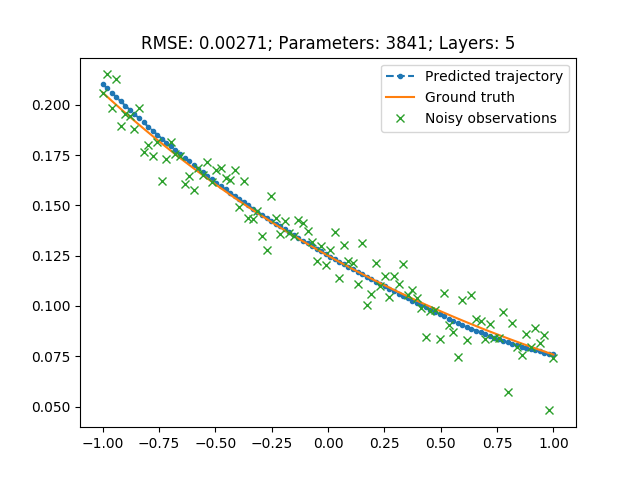 RMSE: 0.00271; Parameters: 3841; Layers: 5
Predicted trajectory
Ground truth
Noisy observations
0.200
0.175
0.150
0.125
0.100
0.075
0.050
−1.00 −0.75 −0.50 −0.25 0.00 0.25 0.50 0.75 1.00